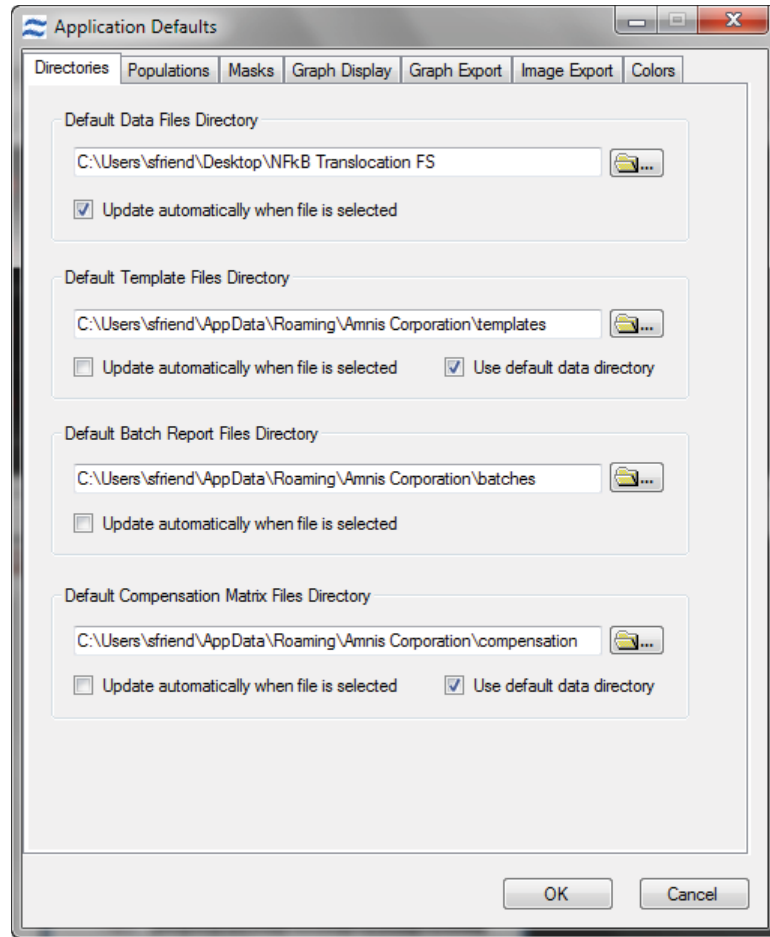 Application Defaults
Directories Populations Masks Graph Display Graph Export Image Export Colors
Default Data Files Directory
C:\Users\sfriend\Desktop\NFkB Translocation FS
...
Update automatically when file is selected
Default Template Files Directory
C:\Users\sfriend\AppData\Roaming\Amnis Corporation\templates
...
Update automatically when file is selected Use default data directory
Default Batch Report Files Directory
C:\Users\sfriend\AppData\Roaming\Amnis Corporation\batches
...
Update automatically when file is selected
Default Compensation Matrix Files Directory
C:\Users\sfriend\AppData\Roaming\Amnis Corporation\compensation
...
Update automatically when file is selected Use default data directory
OK Cancel